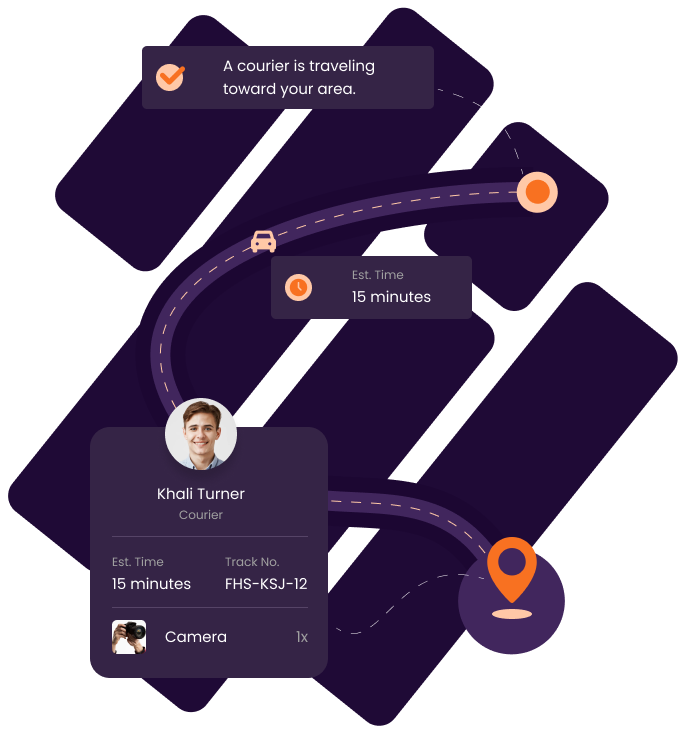 A courier is traveling
toward your area.
Est. Time
15 minutes
Khali Turner
Courier
Est. Time
Track No.
15 minutes
FHS-KSJ-12
Camera
1x